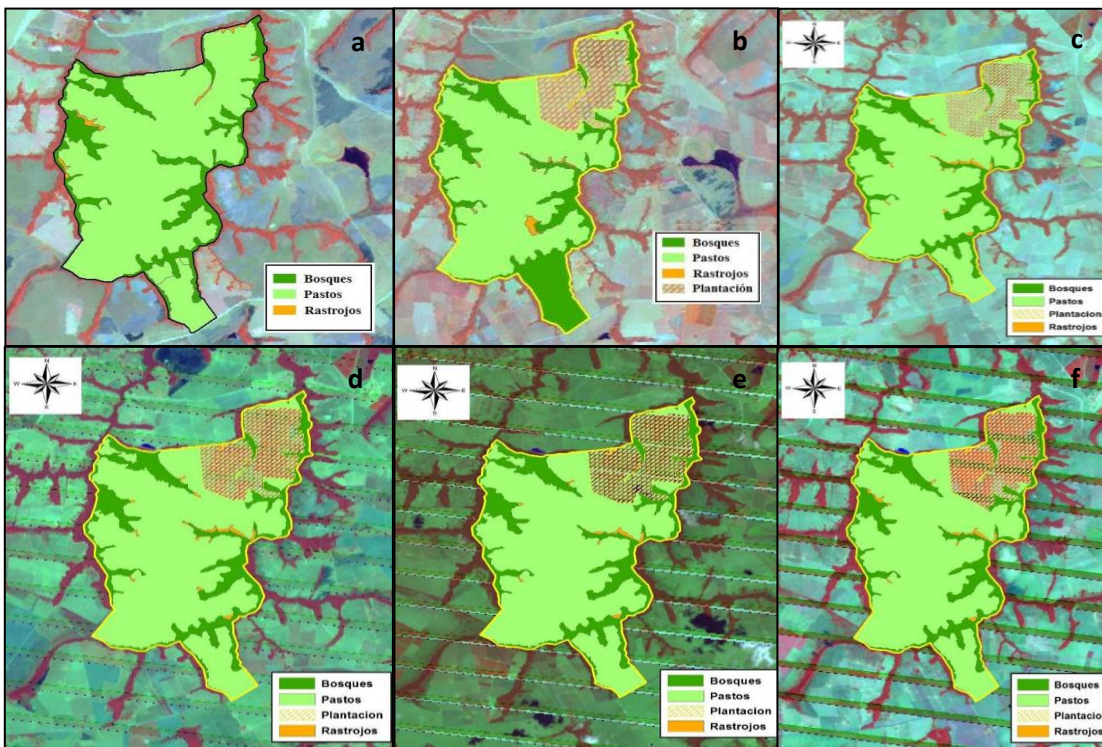 a
Bosques
Pastos
Rastrojos
b
Bosques
Pastos
Rastrojos
Plantación
c
Bosques
Pastos
Plantacion
Rastrojos
d
N
W E
S
Bosques
Pastos
Plantacion
Rastrojos
e
N
W E
S
Bosques
Pastos
Plantacion
Rastrojos
f
Bosques
Pastos
Plantacion
Rastrojos